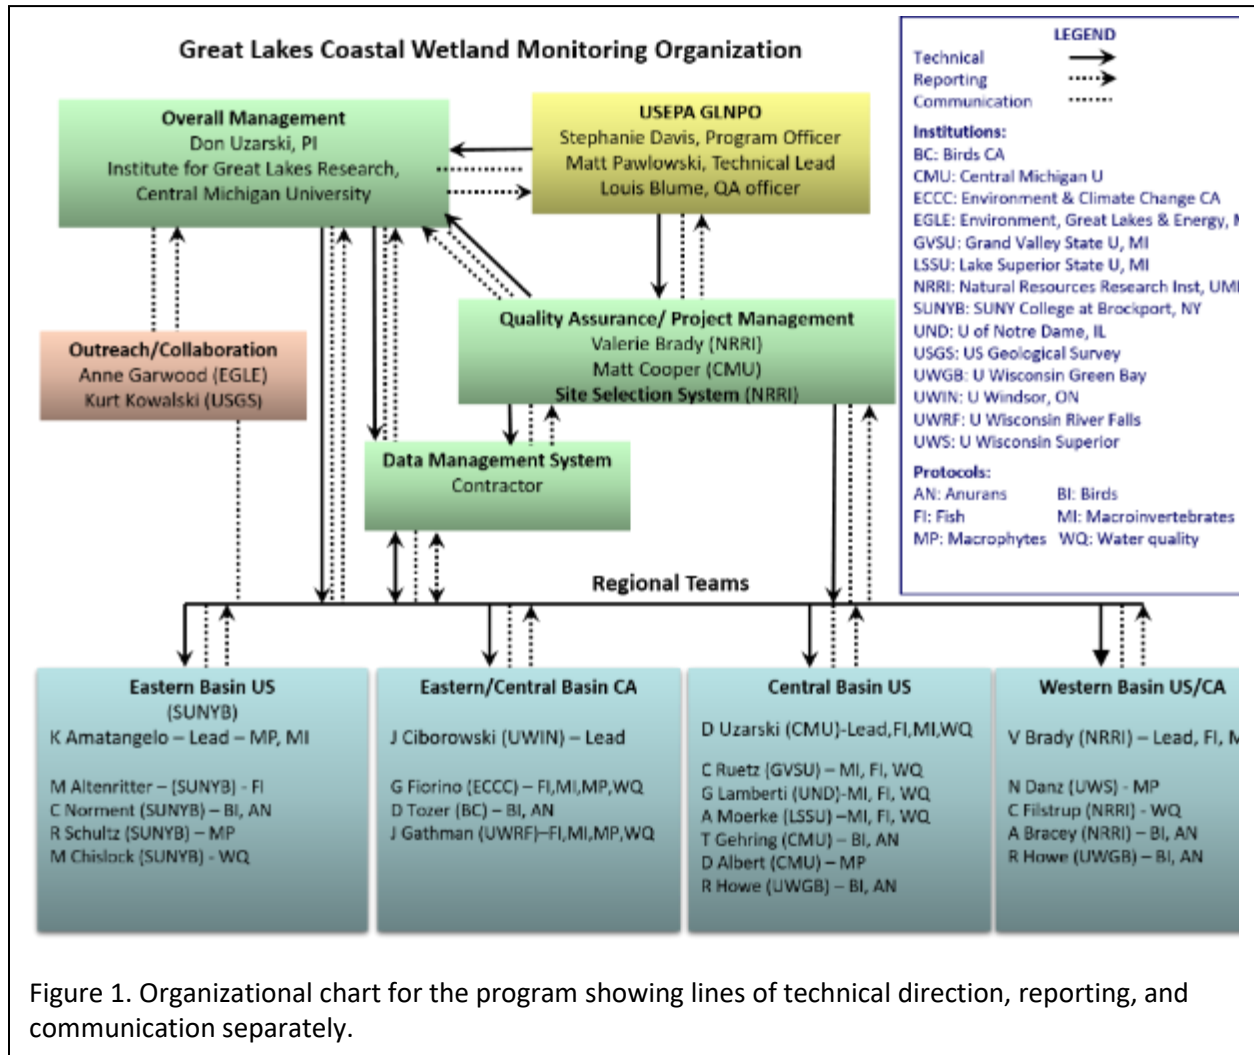 Great Lakes Coastal Wetland Monitoring Organization
Overall Management
Don Uzarski, PI
Institute for Great Lakes Research,
Central Michigan University
USEPA GLNPO
Stephanie Davis, Program Officer
Matt Pawlowski, Technical Lead
Louis Blume, QA officer
LEGEND
Technical
Reporting
Communication
Institutions:
BC: Birds CA
CMU: Central Michigan U
ECCC: Environment & Climate Change CA
EGLE: Environment, Great Lakes & Energy,
GVSU: Grand Valley State U, MI
LSSU: Lake Superior State U, MI
NRRI: Natural Resources Research Inst,
SUNYB: SUNY College at Brockport, NY
UND: U of Notre Dame, IL
USGS: US Geological Survey
UWGB: U Wisconsin Green Bay
UWIN: U Windsor, ON
UWRF: U Wisconsin River Falls
UWS: U Wisconsin Superior
Protocols:
AN: Anurans BI: Birds
FI: Fish MI: Macroinvertebrates
MP: Macrophytes WQ: Water quality
Outreach/Collaboration
Anne Garwood (EGLE)
Kurt Kowalski (USGS)
Quality Assurance/ Project Management
Valerie Brady (NRRI)
Matt Cooper (CMU)
Site Selection System (NRRI)
Data Management System
Contractor
Regional Teams
Eastern Basin US
(SUNYB)
K Amatangelo – Lead – MP, MI
M Altenritter – (SUNYB) - FI
C Norment (SUNYB) – BI, AN
R Schultz (SUNYB) – MP
M Chislock (SUNYB) - WQ
Eastern/Central Basin CA
J Ciborowski (UWIN) – Lead
G Fiorino (ECCC) – FI,MI,MP,WQ
D Tozer (BC) – BI, AN
J Gathman (UWRF)–FI,MI,MP,WQ
Central Basin US
D Uzarski (CMU)-Lead,FI,MI,WQ
C Ruetz (GVSU) – MI, FI, WQ
G Lamberti (UND)-MI, FI, WQ
A Moerke (LSSU)–MI, FI, WQ
T Gehring (CMU) – BI, AN
D Albert (CMU) – MP
R Howe (UWGB) – BI, AN
Western Basin US/CA
V Brady (NRRI) – Lead, FI,
N Danz (UWS) - MP
C Filstrup (NRRI) - WQ
A Bracey (NRRI) – BI, AN
R Howe (UWGB) – BI, AN
Figure 1. Organizational chart for the program showing lines of technical direction, reporting, and
communication separately.